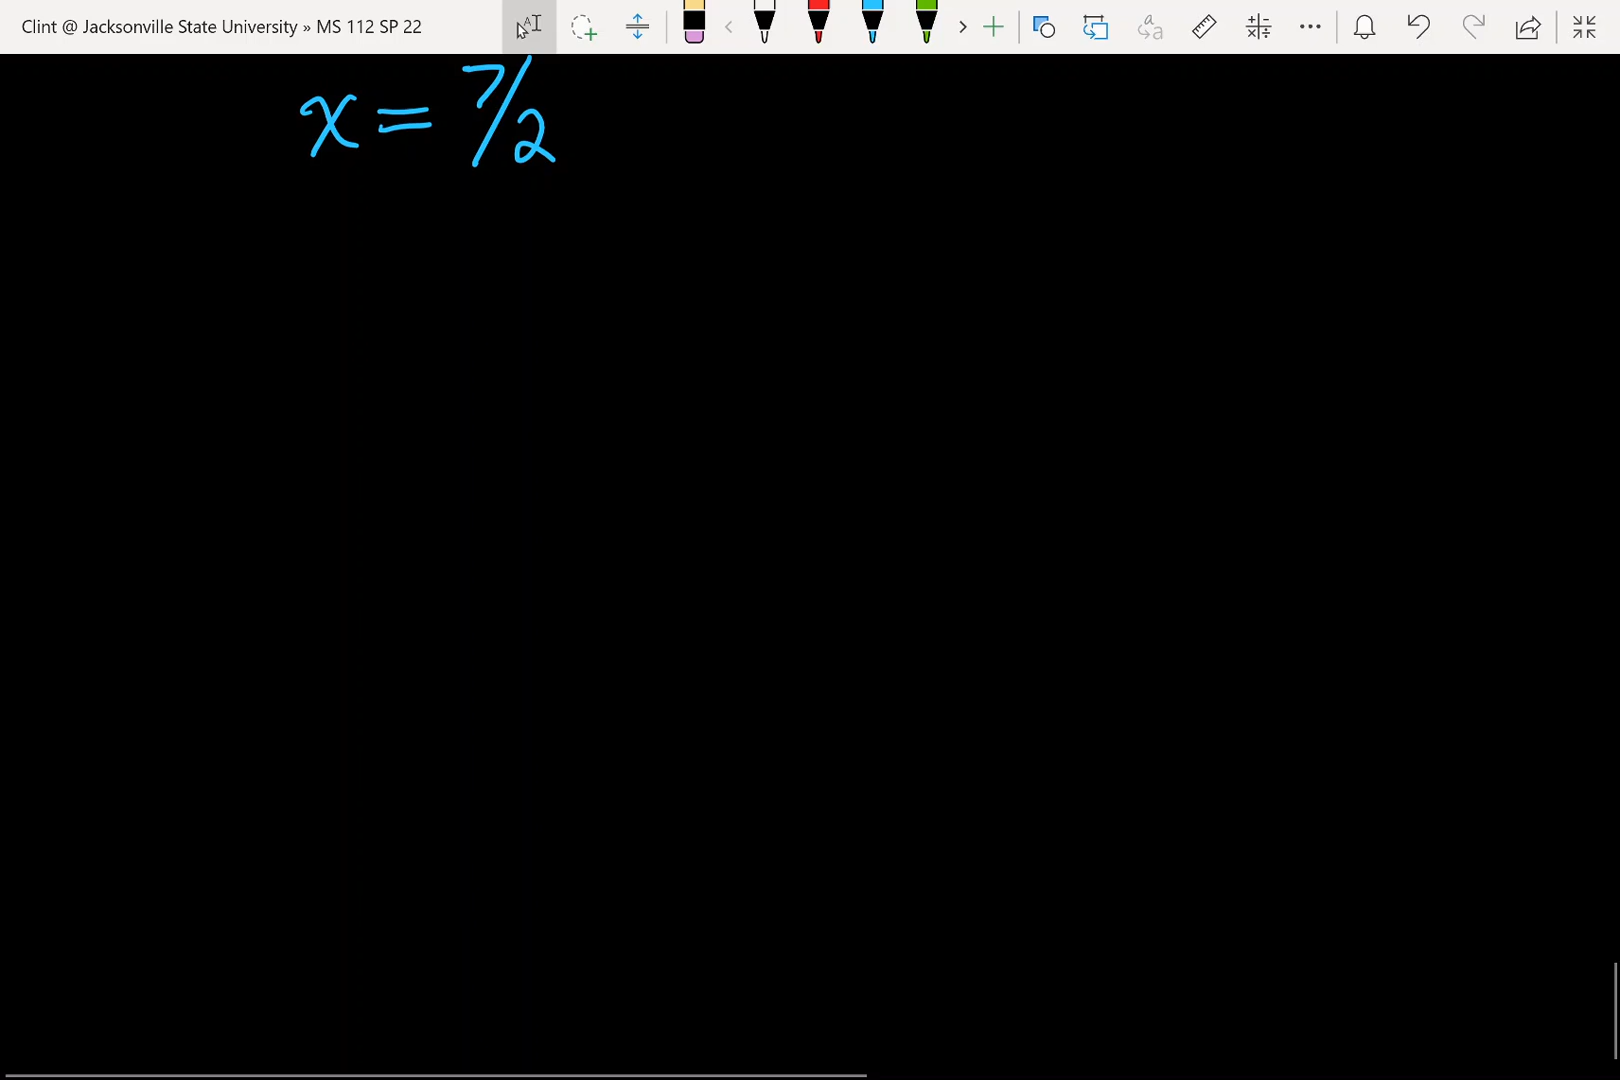 Clint @ Jacksonville State University » MS 112 SP 22
x = 7/2